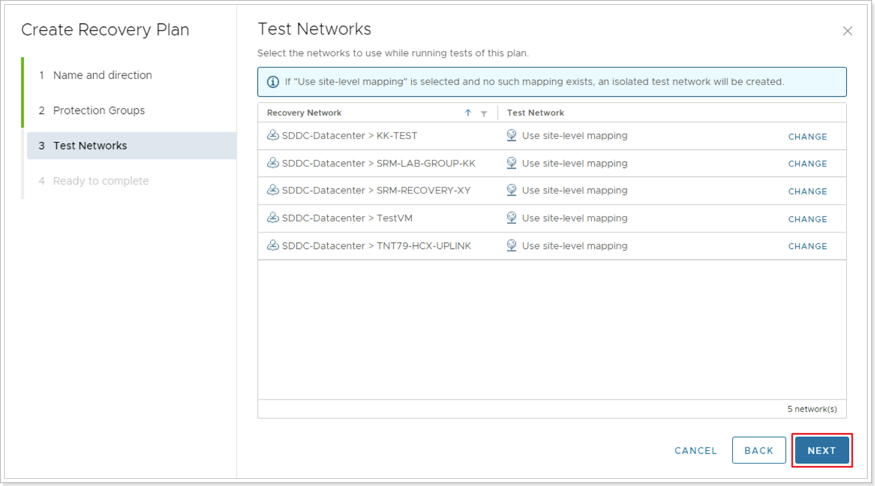 Create Recovery Plan
1 Name and direction
2 Protection Groups
3 Test Networks
4 Ready to complete
Test Networks
Select the networks to use while running tests of this plan.
If "Use site-level mapping" is selected and no such mapping exists, an isolated test network will be created.
Recovery Network Test Network
SDDC-Datacenter > KK-TEST Use site-level mapping CHANGE
SDDC-Datacenter > SRM-LAB-GROUP-KK Use site-level mapping CHANGE
SDDC-Datacenter > SRM-RECOVERY-XY Use site-level mapping CHANGE
SDDC-Datacenter > TestVM Use site-level mapping CHANGE
SDDC-Datacenter > TNT79-HCX-UPLINK Use site-level mapping CHANGE
5 network(s)
CANCEL BACK NEXT